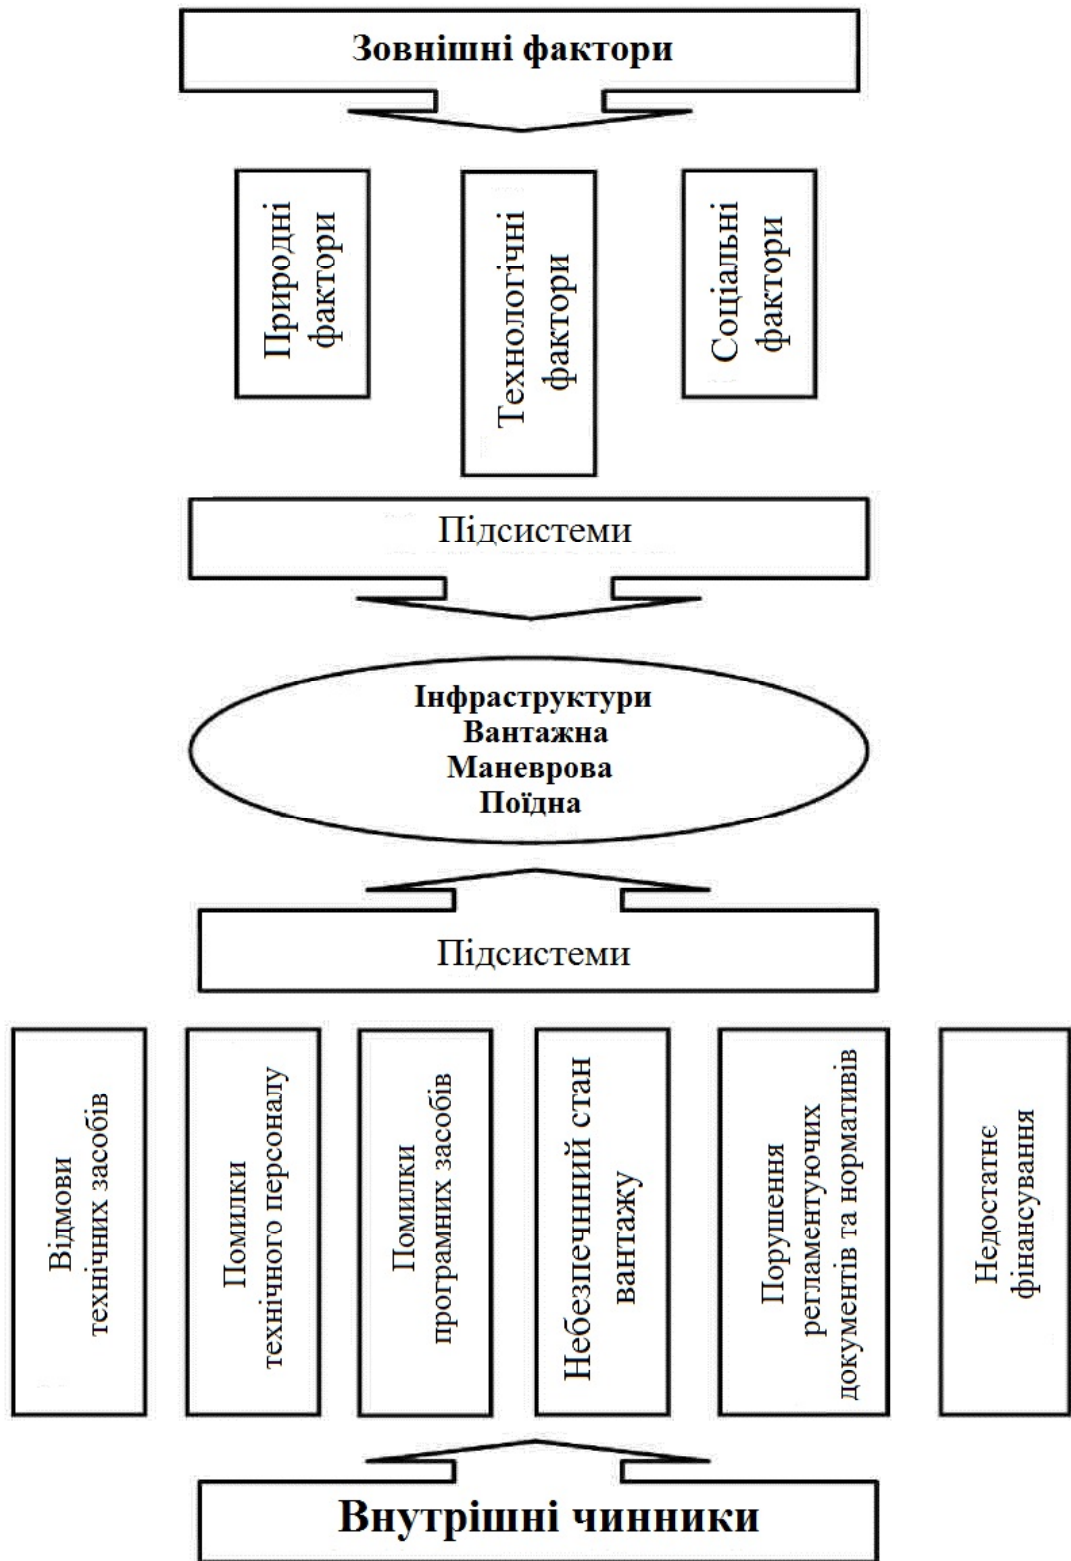 Зовнішні фактори
Природні
фактори
Технологічні
фактори
Соціальні
фактори
Підсистеми
Інфраструктури
Вантажна
Маневрова
Поїдна
Підсистеми
Відмови
технічних засобів
Помилки
технічного персоналу
Помилки
програмних засобів
Небезпечнний стан
вантажу
Порушення
регламентуючих
документів та нормативів
Недостатнє
фінансування
Внутрішні чинники